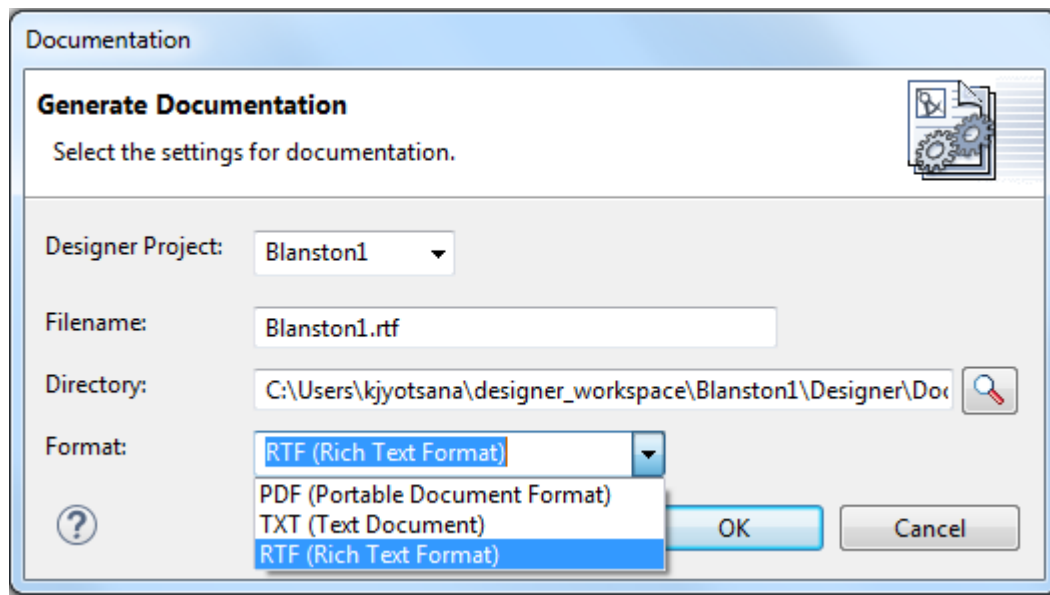 Documentation
Generate Documentation
Select the settings for documentation.
Designer Project: Blanston1
Filename: Blanston1.rtf
Directory: C:\Users\kjyotsana\designer_workspace\Blanston1\Designer\Doc
Format: RTF (Rich Text Format)
PDF (Portable Document Format)
TXT (Text Document)
RTF (Rich Text Format)
? OK Cancel